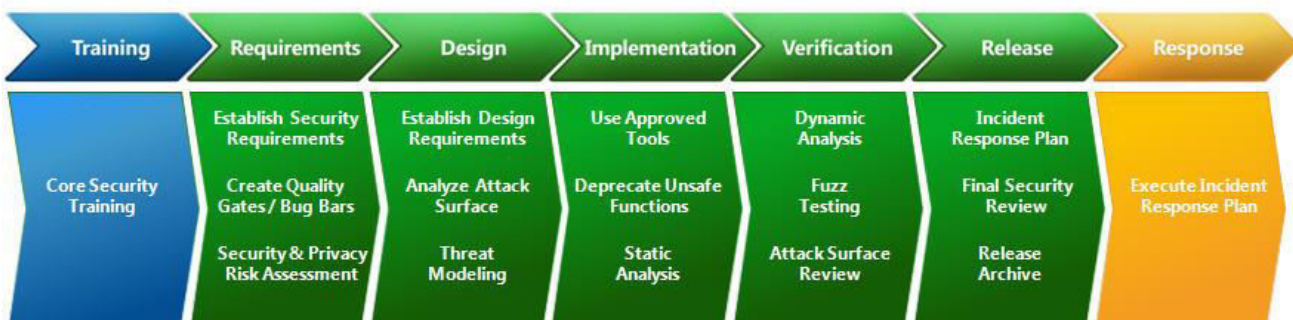 Training
Requirements
Design
Implementation
Verification
Release
Response
Core Security
Training
Establish Security
Requirements
Create Quality
Gates / Bug Bars
Security & Privacy
Risk Assessment
Establish Design
Requirements
Analyze Attack
Surface
Threat
Modeling
Use Approved
Tools
Deprecate Unsafe
Functions
Static
Analysis
Dynamic
Analysis
Fuzz
Testing
Attack Surface
Review
Incident
Response Plan
Final Security
Review
Release
Archive
Execute Incident
Response Plan